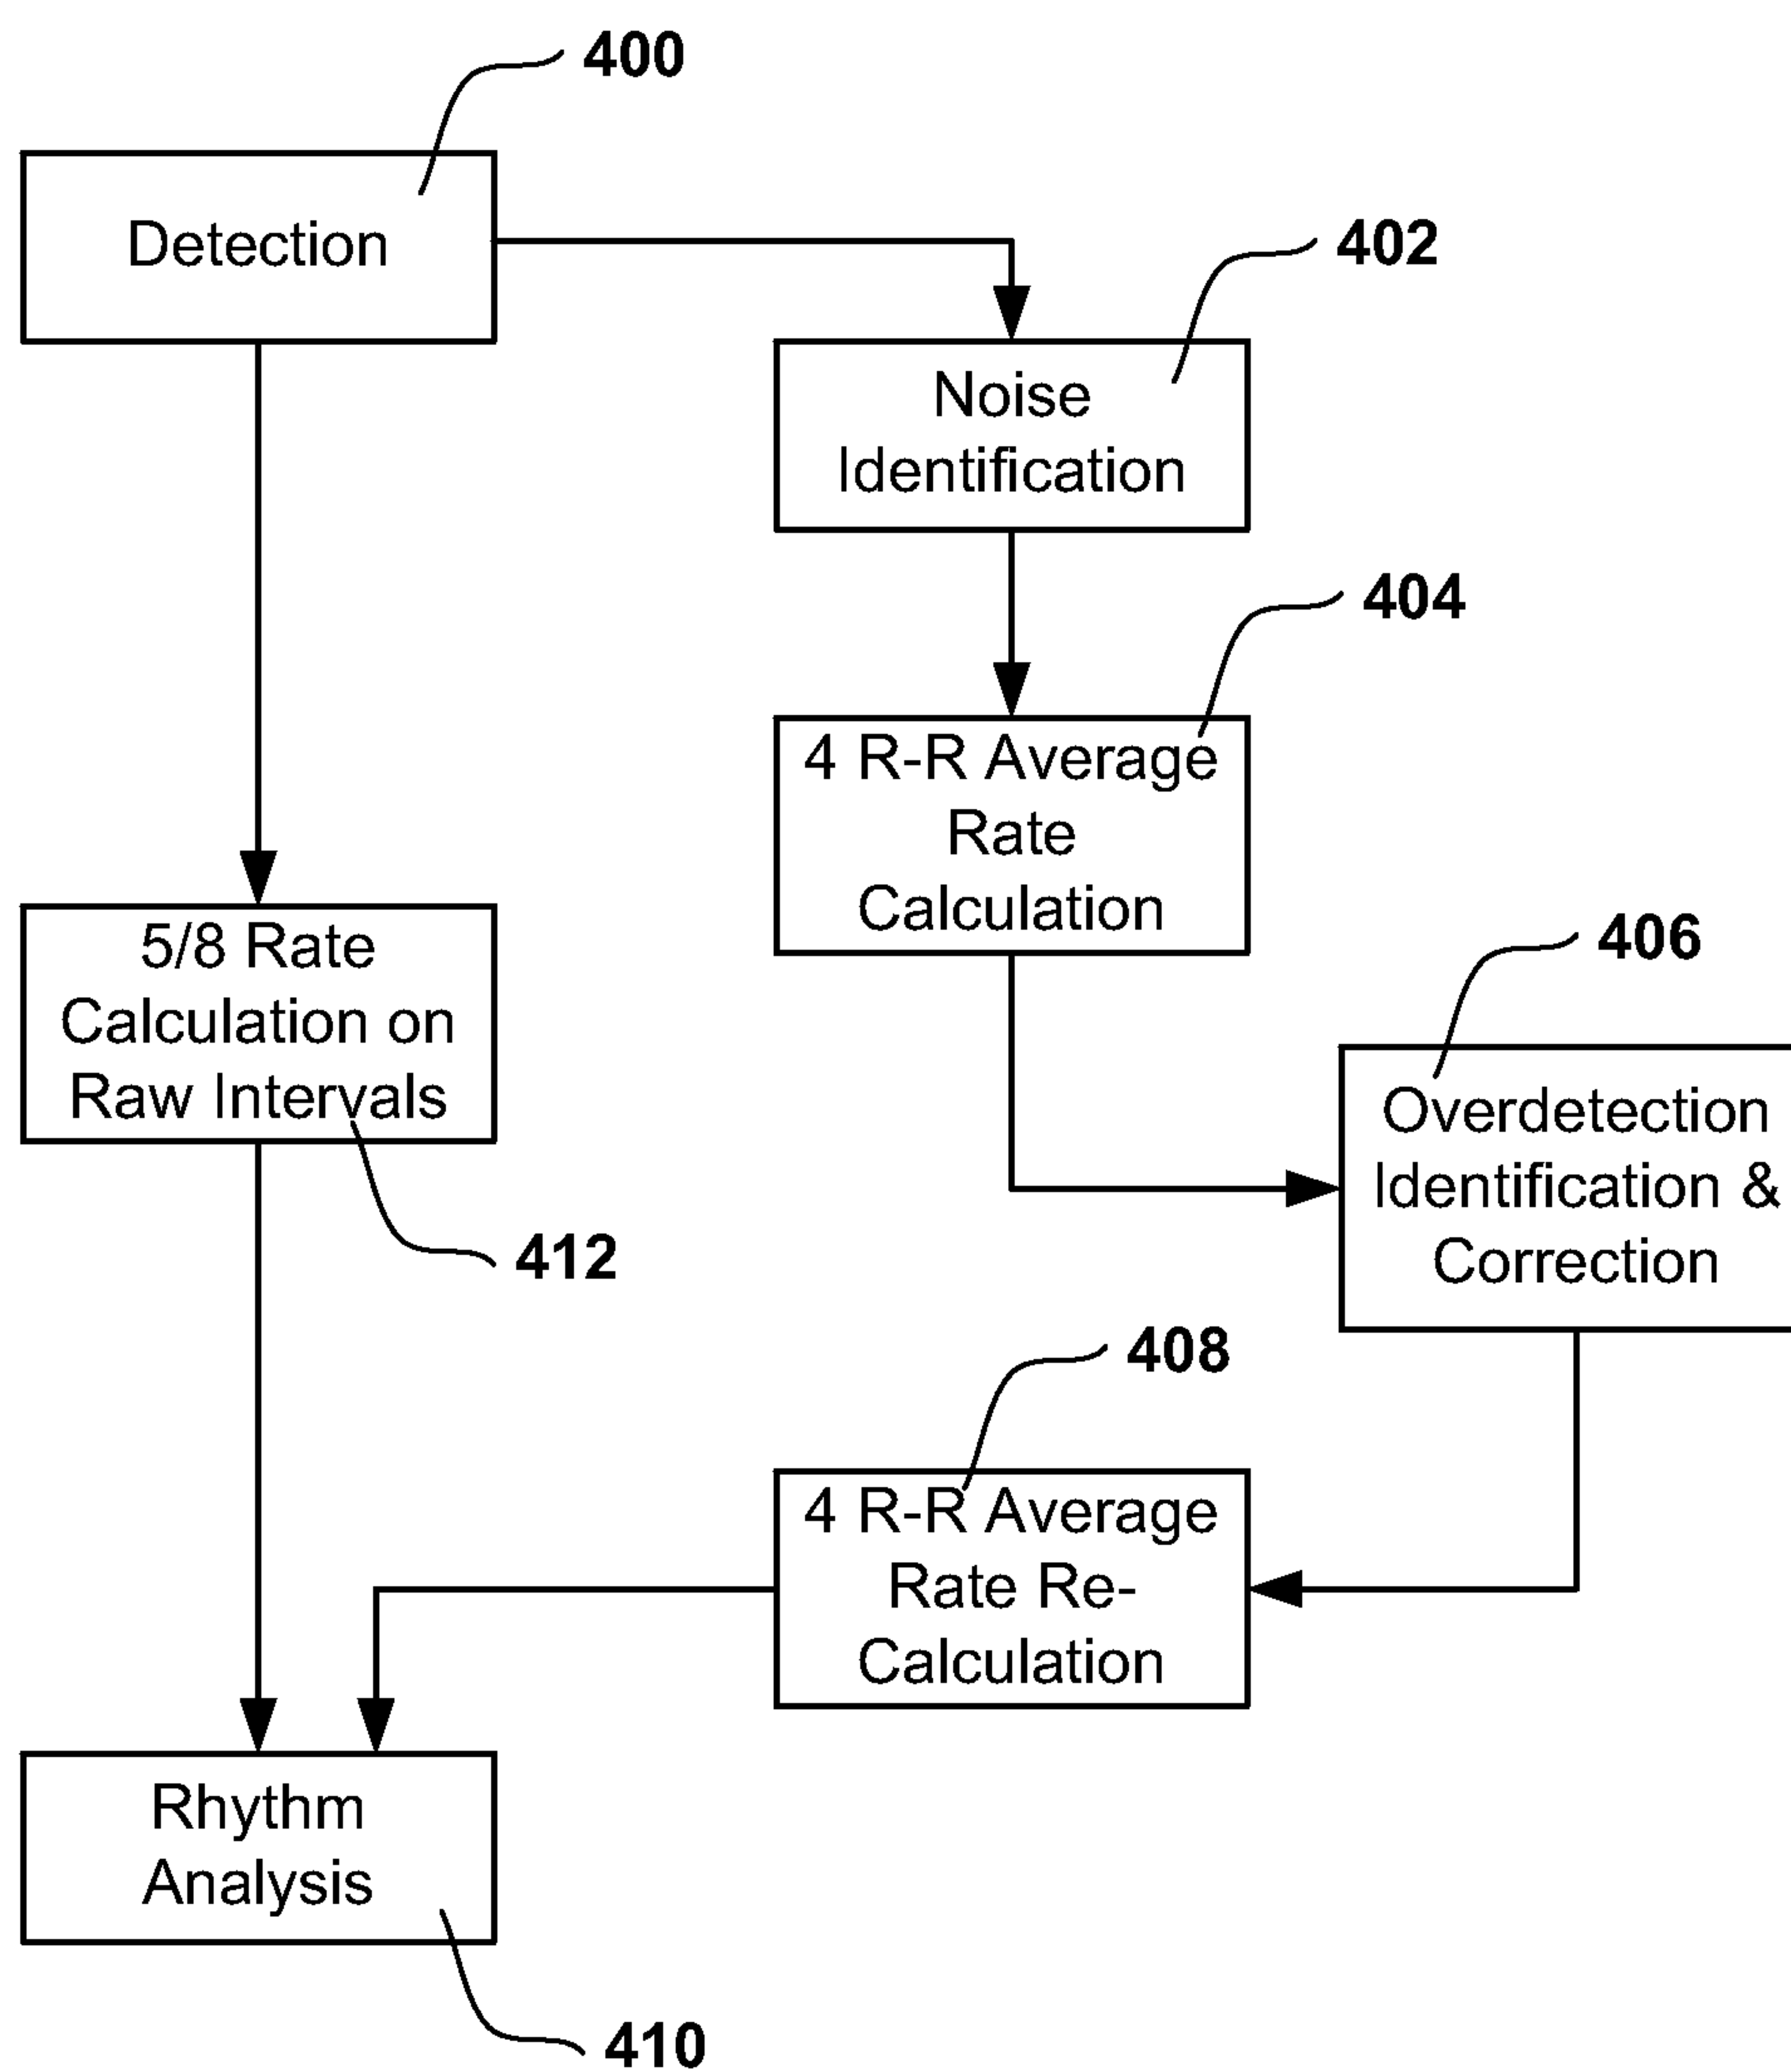 400
Detection
402
Noise
Identification
404
4 R-R Average
Rate
Calculation
5/8 Rate
Calculation on
Raw Intervals
406
Overdetection
Identification &
Correction
412
408
4 R-R Average
Rate Re-
Calculation
Rhythm
Analysis
410